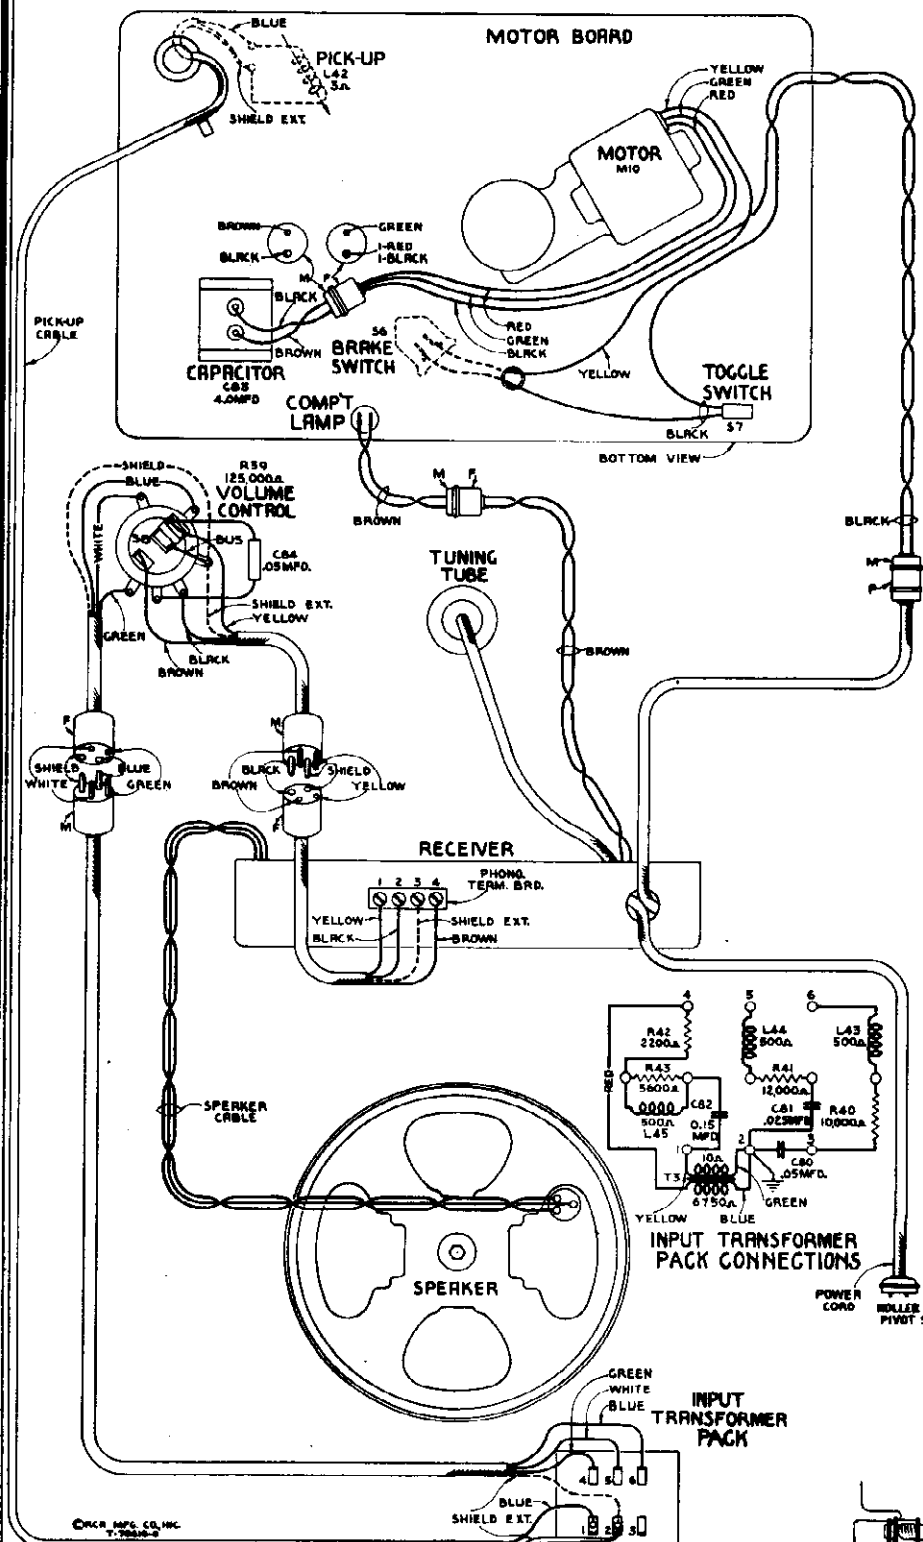 BLUE
MOTOR BOARD
PICK-UP
L42
3Ω
SHIELD EXT.
YELLOW
GREEN
RED
MOTOR
M10
BROWN
BLACK
GREEN
1-RED
1-BLACK
M
F
BLACK
BROWN
CAPACITOR
C83
4.0MFD
PICK-UP
CABLE
S6
BRAKE
SWITCH
RED
GREEN
BLACK
YELLOW
TOGGLE
SWITCH
S7
BLACK
BOTTOM VIEW
COMP'T
LAMP
M
F
BROWN
BLACK
M
F
SHIELD
BLUE
R39
125,000Ω
VOLUME
CONTROL
WHITE
S8
BUS
C84
.05MFD.
SHIELD EXT.
YELLOW
GREEN
BLACK
BROWN
TUNING
TUBE
BROWN
F
SHIELD
BLUE
WHITE
GREEN
M
M
BLACK
SHIELD
BROWN
YELLOW
F
RECEIVER
PHONO.
TERM. BRD.
1 2 3 4
YELLOW
SHIELD EXT.
BLACK
BROWN
SPEAKER
CABLE
SPEAKER
4
5
6
R42
2200Ω
L44
500Ω
L43
500Ω
RED
R43
5600Ω
R41
12,000Ω
500Ω
L45
C82
0.15
MFD
C81
.025MFD
R40
10,000Ω
1
2
3
10Ω
T3
C80
.05MFD.
6750Ω
YELLOW
BLUE
GREEN
INPUT TRANSFORMER
PACK CONNECTIONS
POWER
CORD
PIVOT
GREEN
WHITE
BLUE
INPUT
TRANSFORMER
PACK
4 5 6
BLUE
SHIELD EXT.
1 2 3
©RCA MFG. CO., INC.